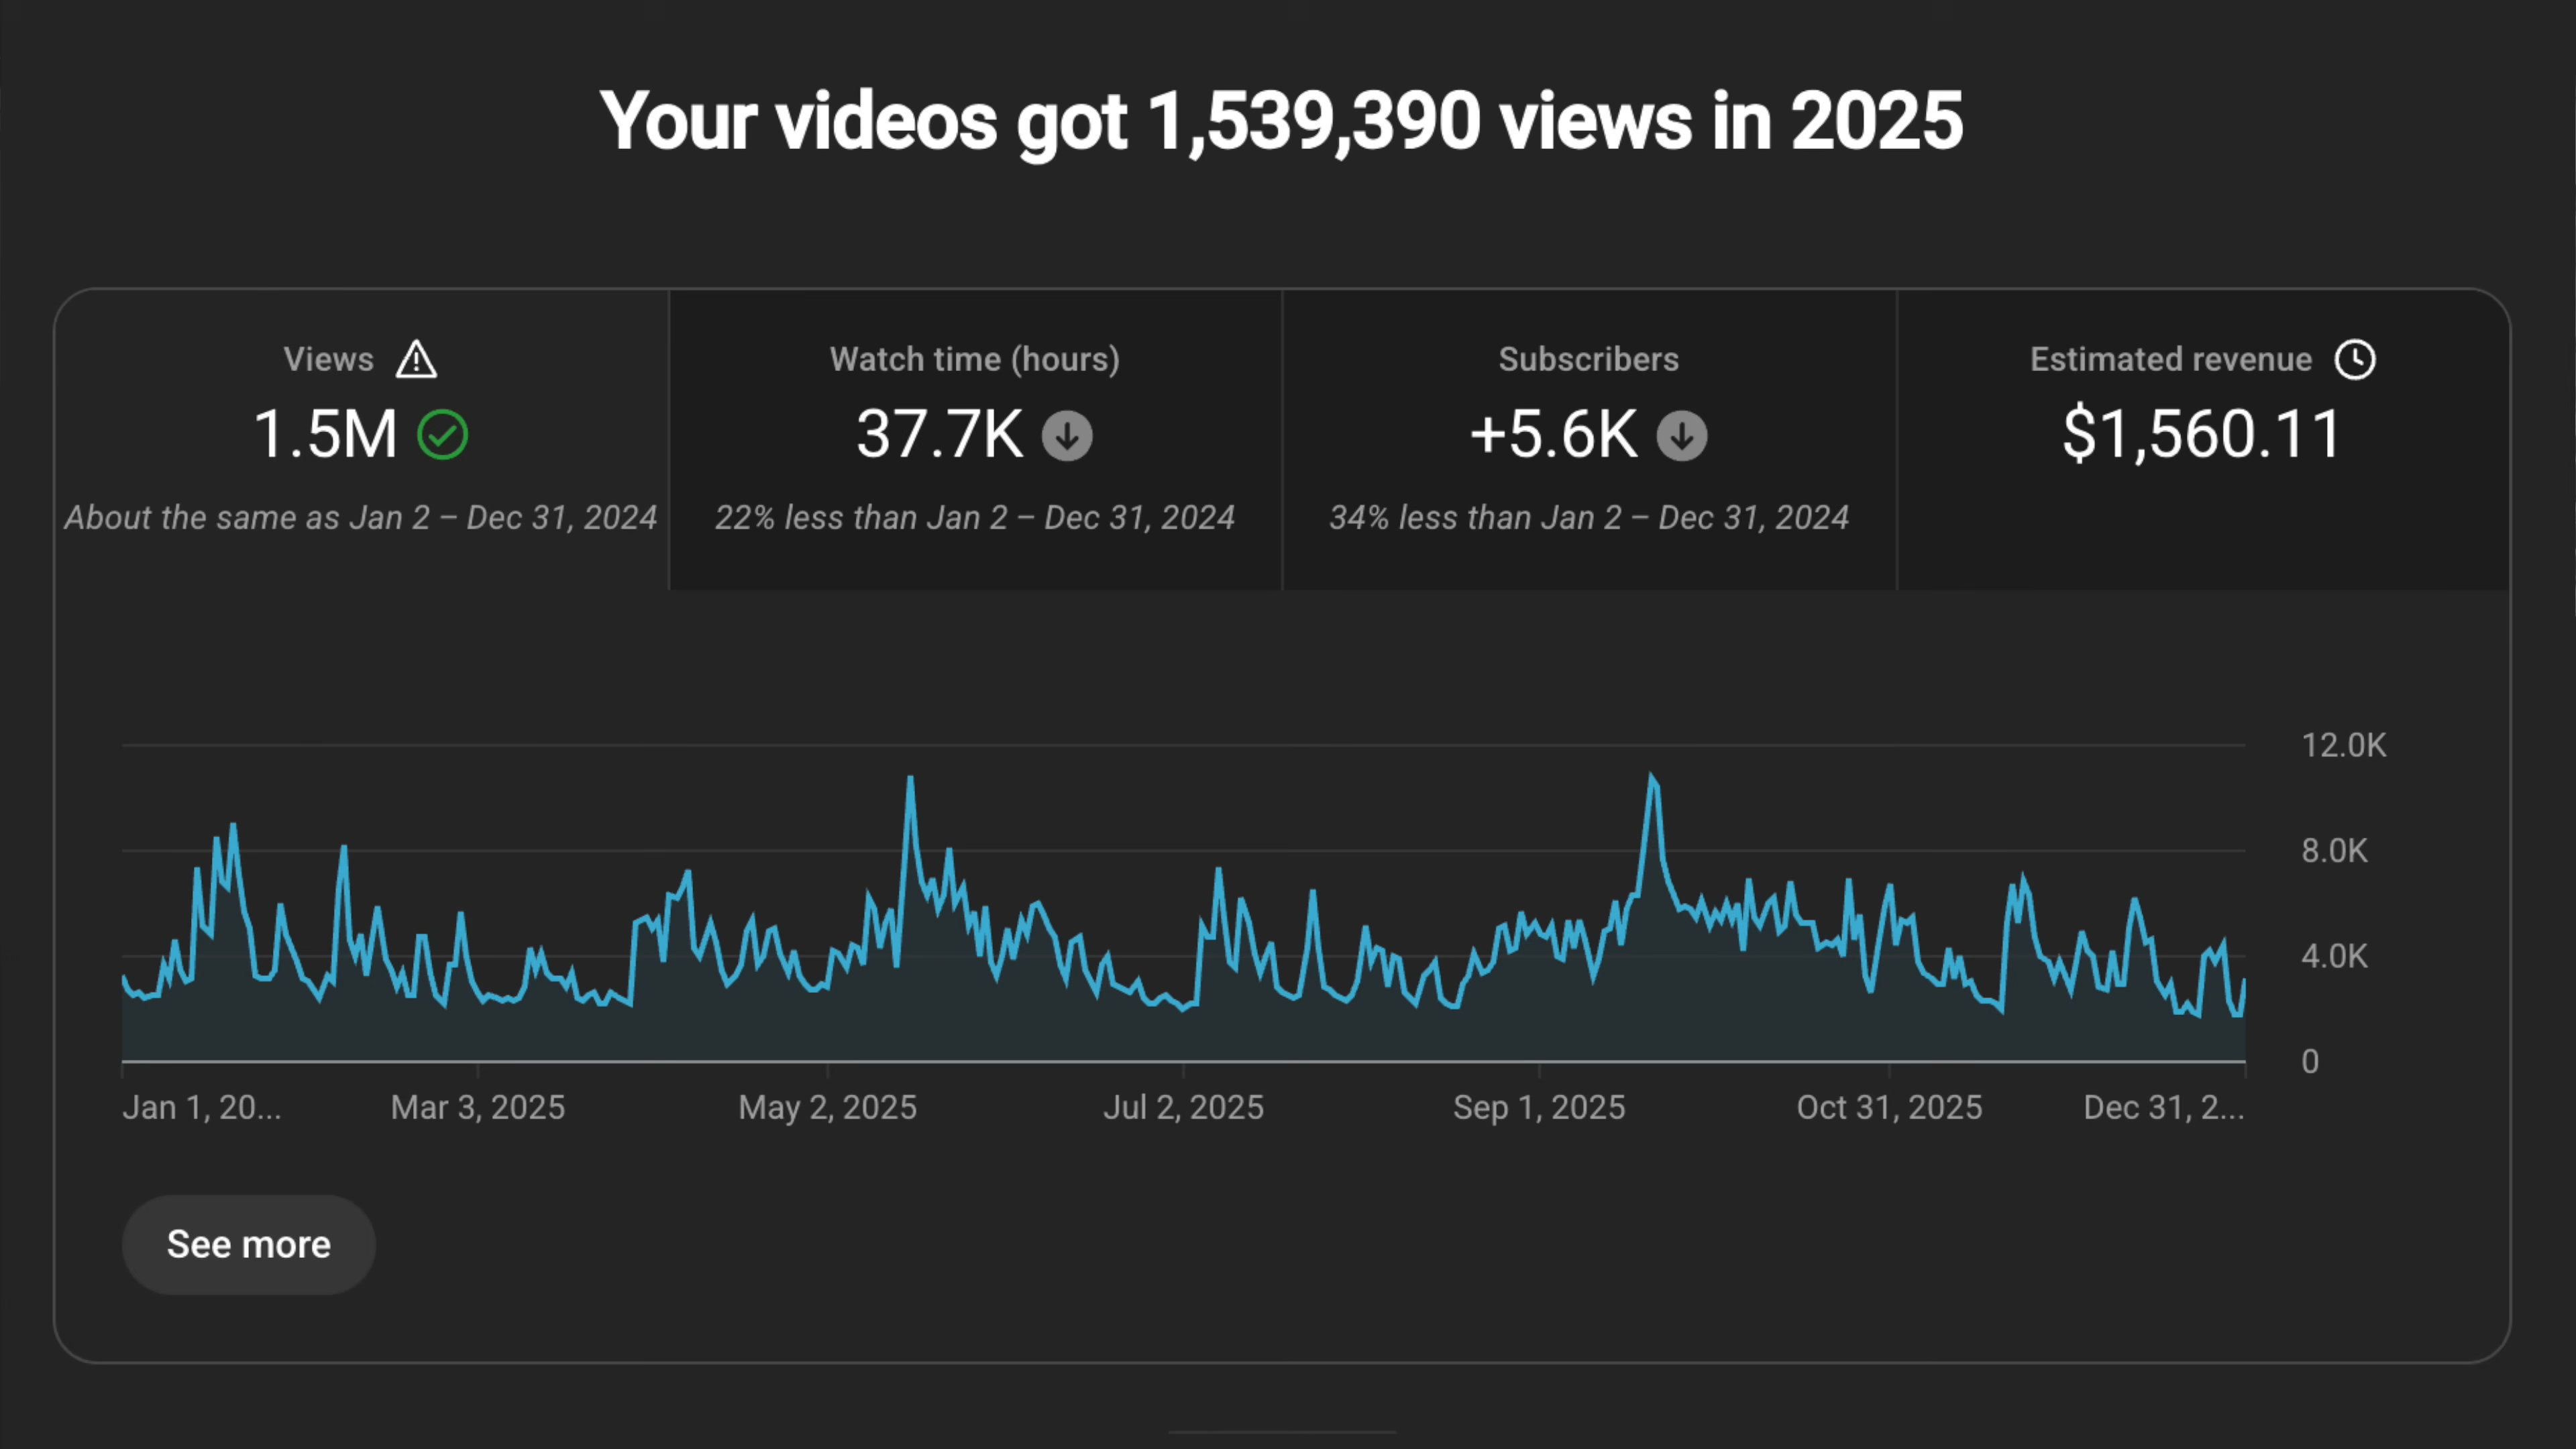 Your videos got 1,539,390 views in 2025
Views
1.5M
About the same as Jan 2 – Dec 31, 2024
Watch time (hours)
37.7K
22% less than Jan 2 – Dec 31, 2024
Subscribers
+5.6K
34% less than Jan 2 – Dec 31, 2024
Estimated revenue
$1,560.11
12.0K
8.0K
4.0K
0
Jan 1, 20... Mar 3, 2025 May 2, 2025 Jul 2, 2025 Sep 1, 2025 Oct 31, 2025 Dec 31, 2...
See more